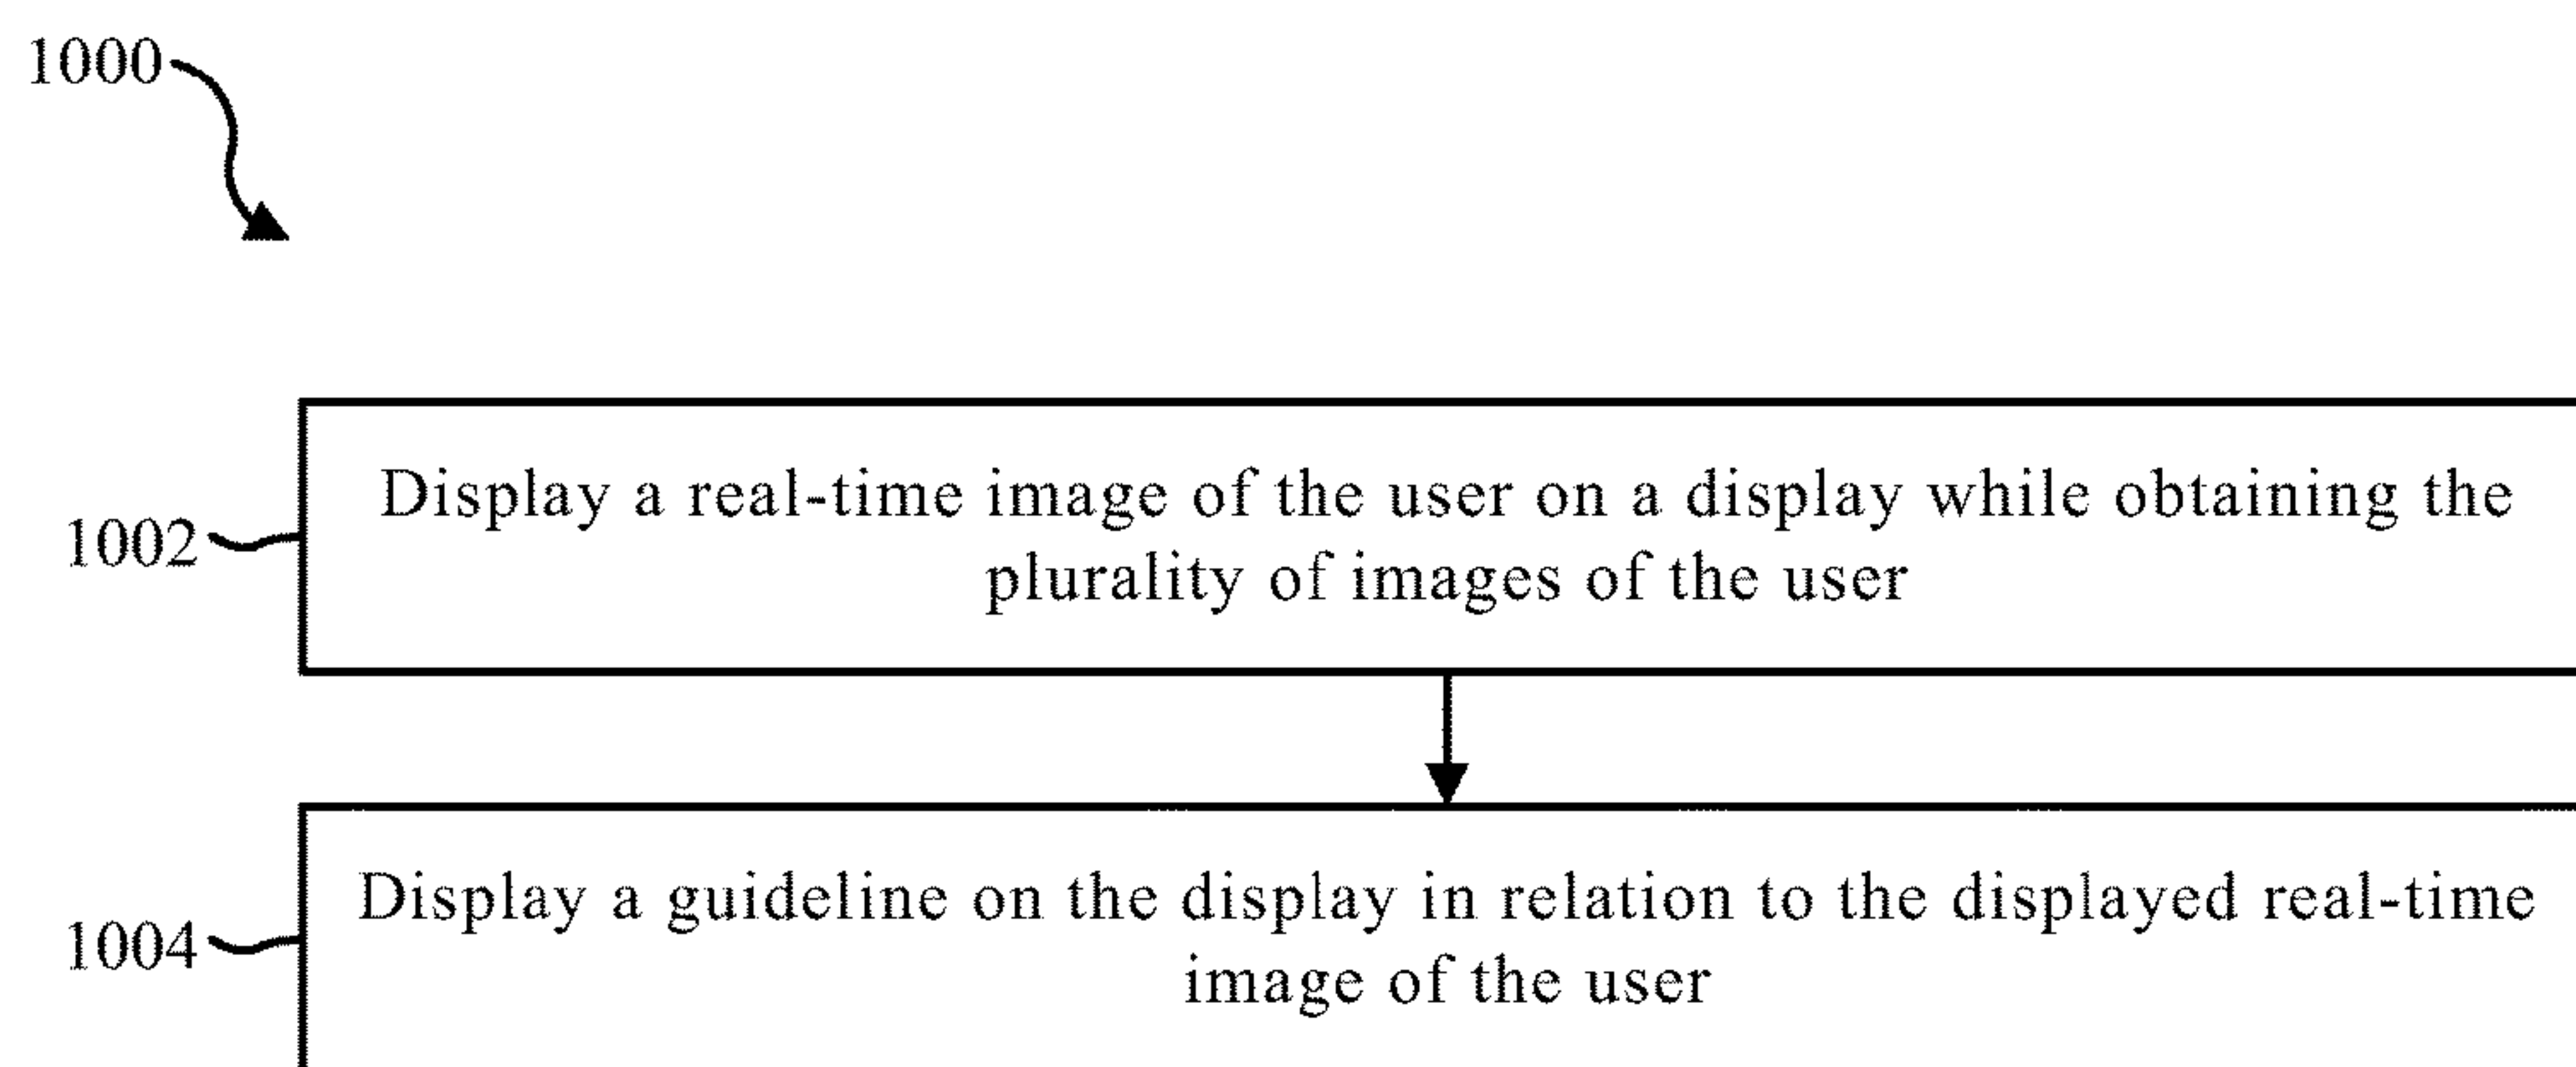 1000
Display a real-time image of the user on a display while obtaining the
plurality of images of the user
1002
Display a guideline on the display in relation to the displayed real-time
image of the user
1004